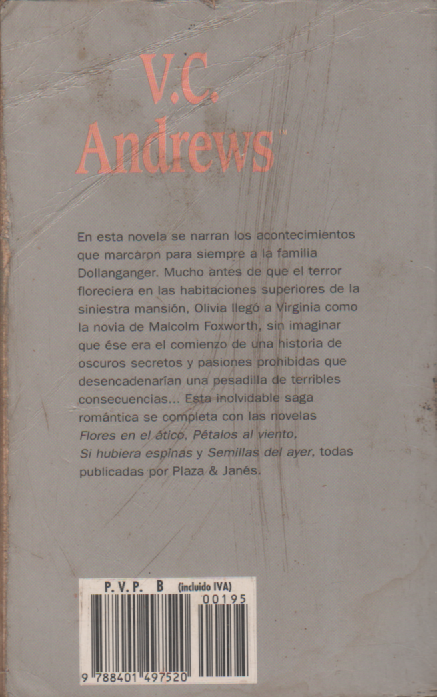 V.C.
Andrews
En esta novela se narran los acontecimientos
que marcaron para siempre a la familia
Dollanganger. Mucho antes de que el terror
floreciera en las habitaciones superiores de la
siniestra mansión, Olivia llegó a Virginia como
la novia de Malcolm Foxworth, sin imaginar
que ése era el comienzo de una historia de
oscuros secretos y pasiones prohibidas que
desencadenarían una pesadilla de terribles
consecuencias... Esta inolvidable saga
romántica se completa con las novelas
Flores en el ático, Pétalos al viento,
Si hubiera espinas y Semillas del ayer, todas
publicadas por Plaza & Janés.
P.V.P. B (incluido IVA)
00195
9 788401 497520